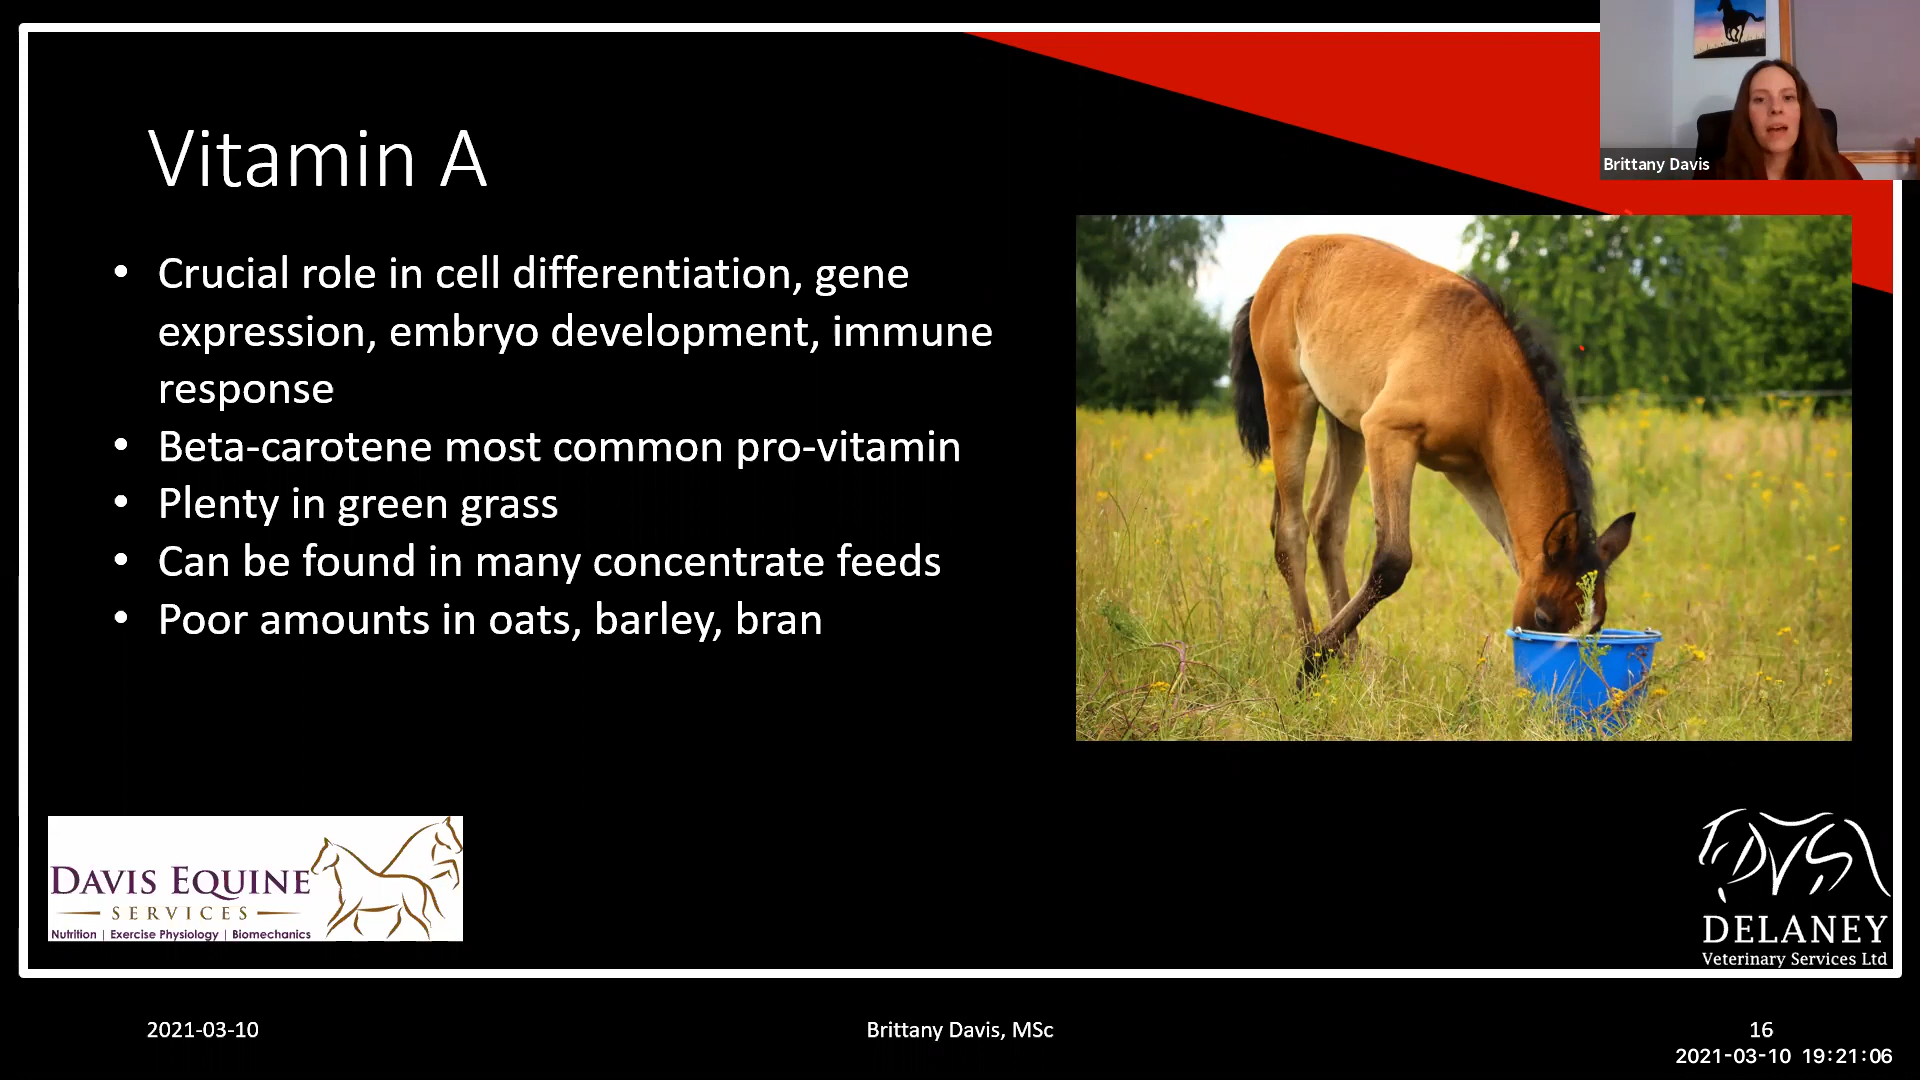 Brittany Davis
Vitamin A
• Crucial role in cell differentiation, gene
expression, embryo development, immune
response
• Beta-carotene most common pro-vitamin
• Plenty in green grass
• Can be found in many concentrate feeds
• Poor amounts in oats, barley, bran
DAVIS EQUINE
SERVICES
Nutrition | Exercise Physiology | Biomechanics
DVS
DELANEY
Veterinary Services Ltd
2021-03-10
Brittany Davis, MSc
16
2021-03-10 19:21:06